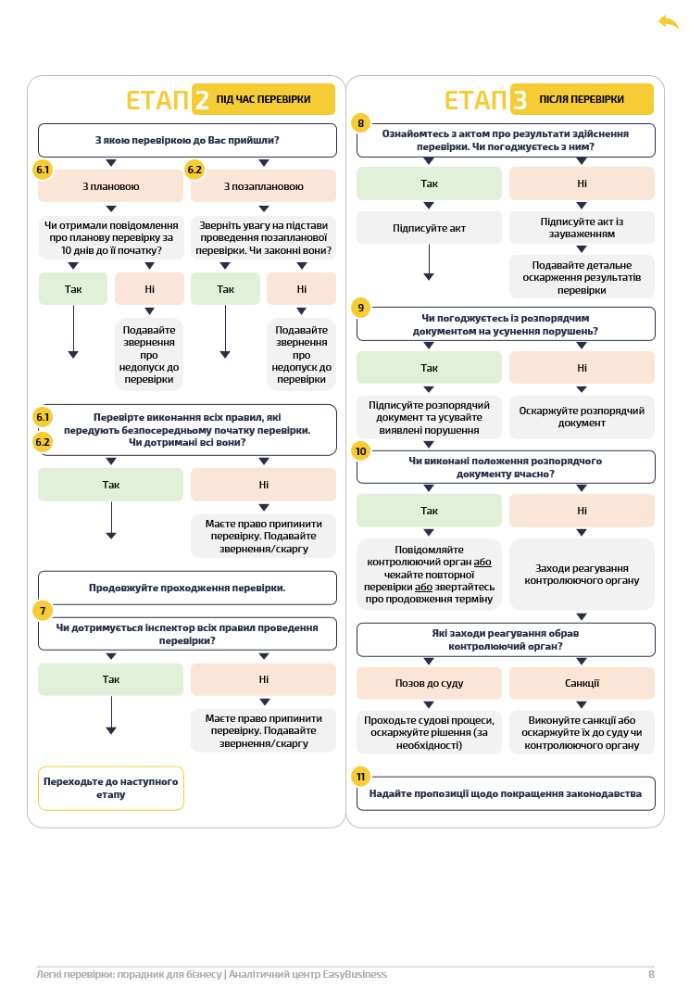 ЕТАП 2 ПІД ЧАС ПЕРЕВІРКИ
З якою перевіркою до Вас прийшли?
6.1
З плановою
6.2
З позаплановою
Чи отримали повідомлення
про планову перевірку за
10 днів до її початку?
Зверніть увагу на підстави
проведення позапланової
перевірки. Чи законні вони?
Так
Ні
Так
Ні
Подавайте
звернення
про
недопуск до
перевірки
Подавайте
звернення
про
недопуск до
перевірки
6.1
6.2
Перевірте виконання всіх правил, які
передують безпосередньому початку перевірки.
Чи дотримані всі вони?
Так
Ні
Маєте право припинити
перевірку. Подавайте
звернення/скаргу
Продовжуйте проходження перевірки.
7
Чи дотримується інспектор всіх правил проведення
перевірки?
Так
Ні
Маєте право припинити
перевірку. Подавайте
звернення/скаргу
Переходьте до наступного
етапу
ЕТАП 3 ПІСЛЯ ПЕРЕВІРКИ
8
Ознайомтесь з актом про результати здійснення
перевірки. Чи погоджуєтесь з ним?
Так
Ні
Підписуйте акт
Підписуйте акт із
зауваженням
Подавайте детальне
оскарження результатів
перевірки
9
Чи погоджуєтесь із розпорядчим
документом на усунення порушень?
Так
Ні
Підписуйте розпорядчий
документ та усувайте
виявлені порушення
Оскаржуйте розпорядчий
документ
10
Чи виконані положення розпорядчого
документу вчасно?
Так
Ні
Повідомляйте
контролюючий орган або
чекайте повторної
перевірки або звертайтесь
про продовження терміну
Заходи реагування
контролюючого органу
Які заходи реагування обрав
контролюючий орган?
Позов до суду
Санкції
Проходьте судові процеси,
оскаржуйте рішення (за
необхідності)
Виконуйте санкції або
оскаржуйте їх до суду чи
контролюючого органу
11
Надайте пропозиції щодо покращення законодавства
Легкі перевірки: порадник для бізнесу | Аналітичний центр EasyBusiness
8